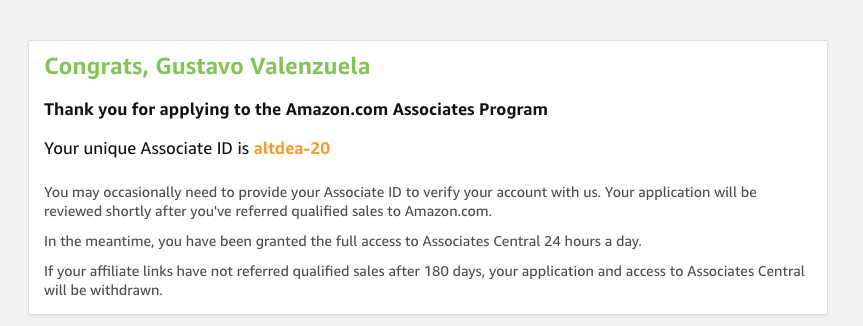 Congrats, Gustavo Valenzuela
Thank you for applying to the Amazon.com Associates Program
Your unique Associate ID is altdea-20
You may occasionally need to provide your Associate ID to verify your account with us. Your application will be
reviewed shortly after you've referred qualified sales to Amazon.com.
In the meantime, you have been granted the full access to Associates Central 24 hours a day.
If your affiliate links have not referred qualified sales after 180 days, your application and access to Associates Central
will be withdrawn.